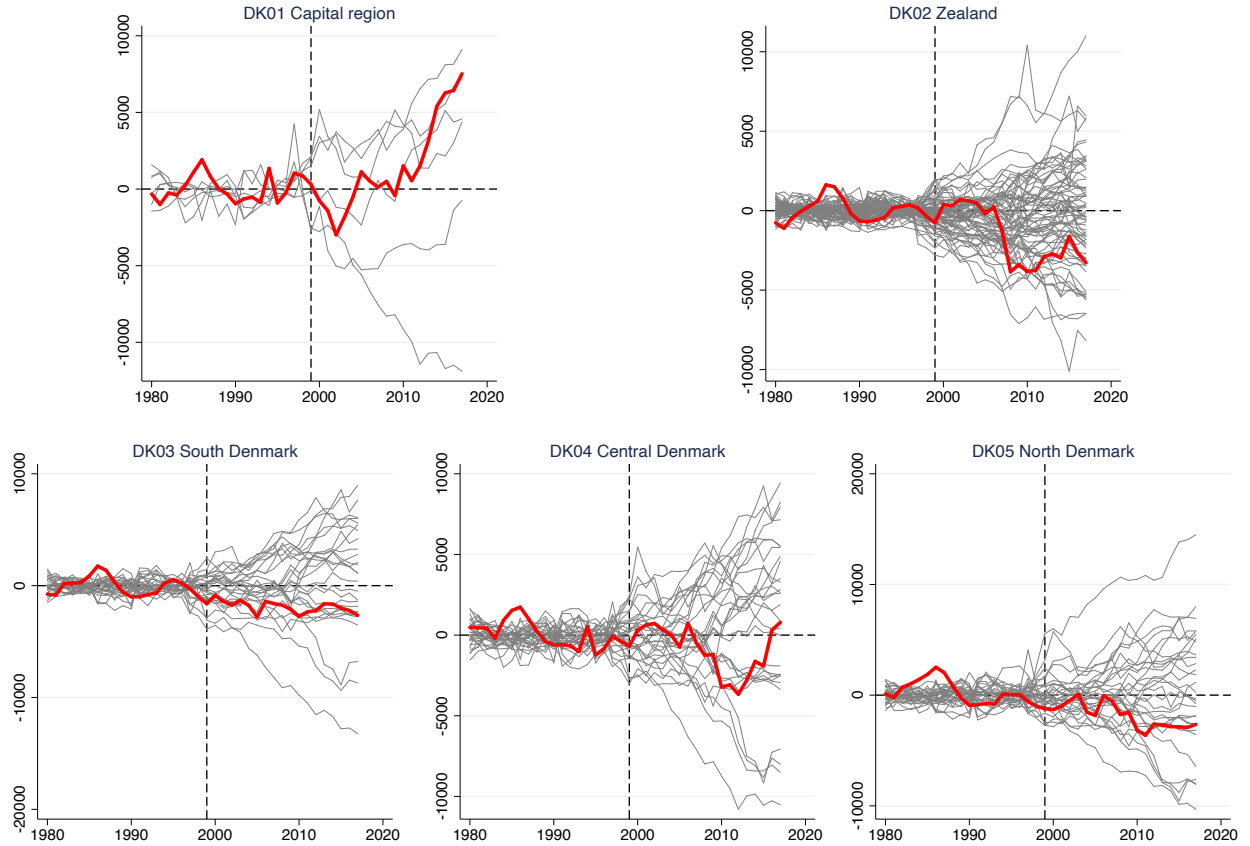 DK01 Capital region
10000
5000
0
-5000
-10000
1980 1990 2000 2010 2020
DK02 Zealand
10000
5000
0
-5000
-10000
1980 1990 2000 2010 2020
DK03 South Denmark
10000
0
-10000
-20000
1980 1990 2000 2010 2020
DK04 Central Denmark
10000
5000
0
-5000
-10000
1980 1990 2000 2010 2020
DK05 North Denmark
20000
10000
0
-10000
1980 1990 2000 2010 2020